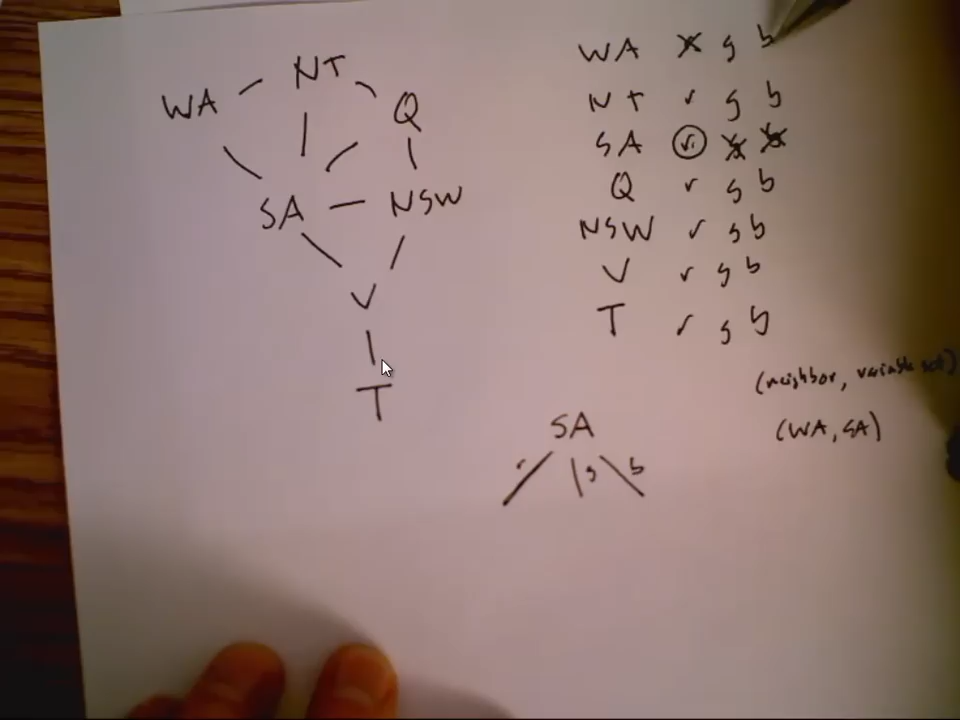 NT
WA
Q
SA
NSW
V
T
WA r g b
NT r g b
SA r g b
Q r g b
NSW r g b
V r g b
T r g b
(neighbor, variable set)
(WA, SA)
SA
r g b